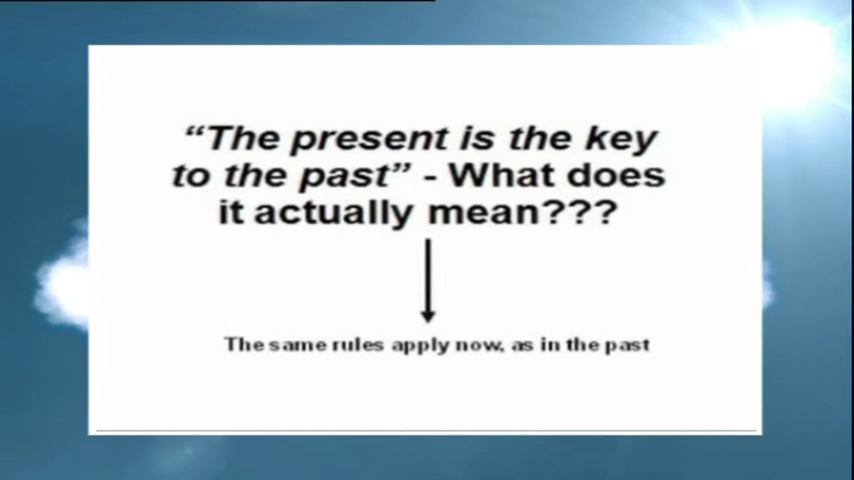 “The present is the key
to the past” - What does
it actually mean???
The same rules apply now, as in the past